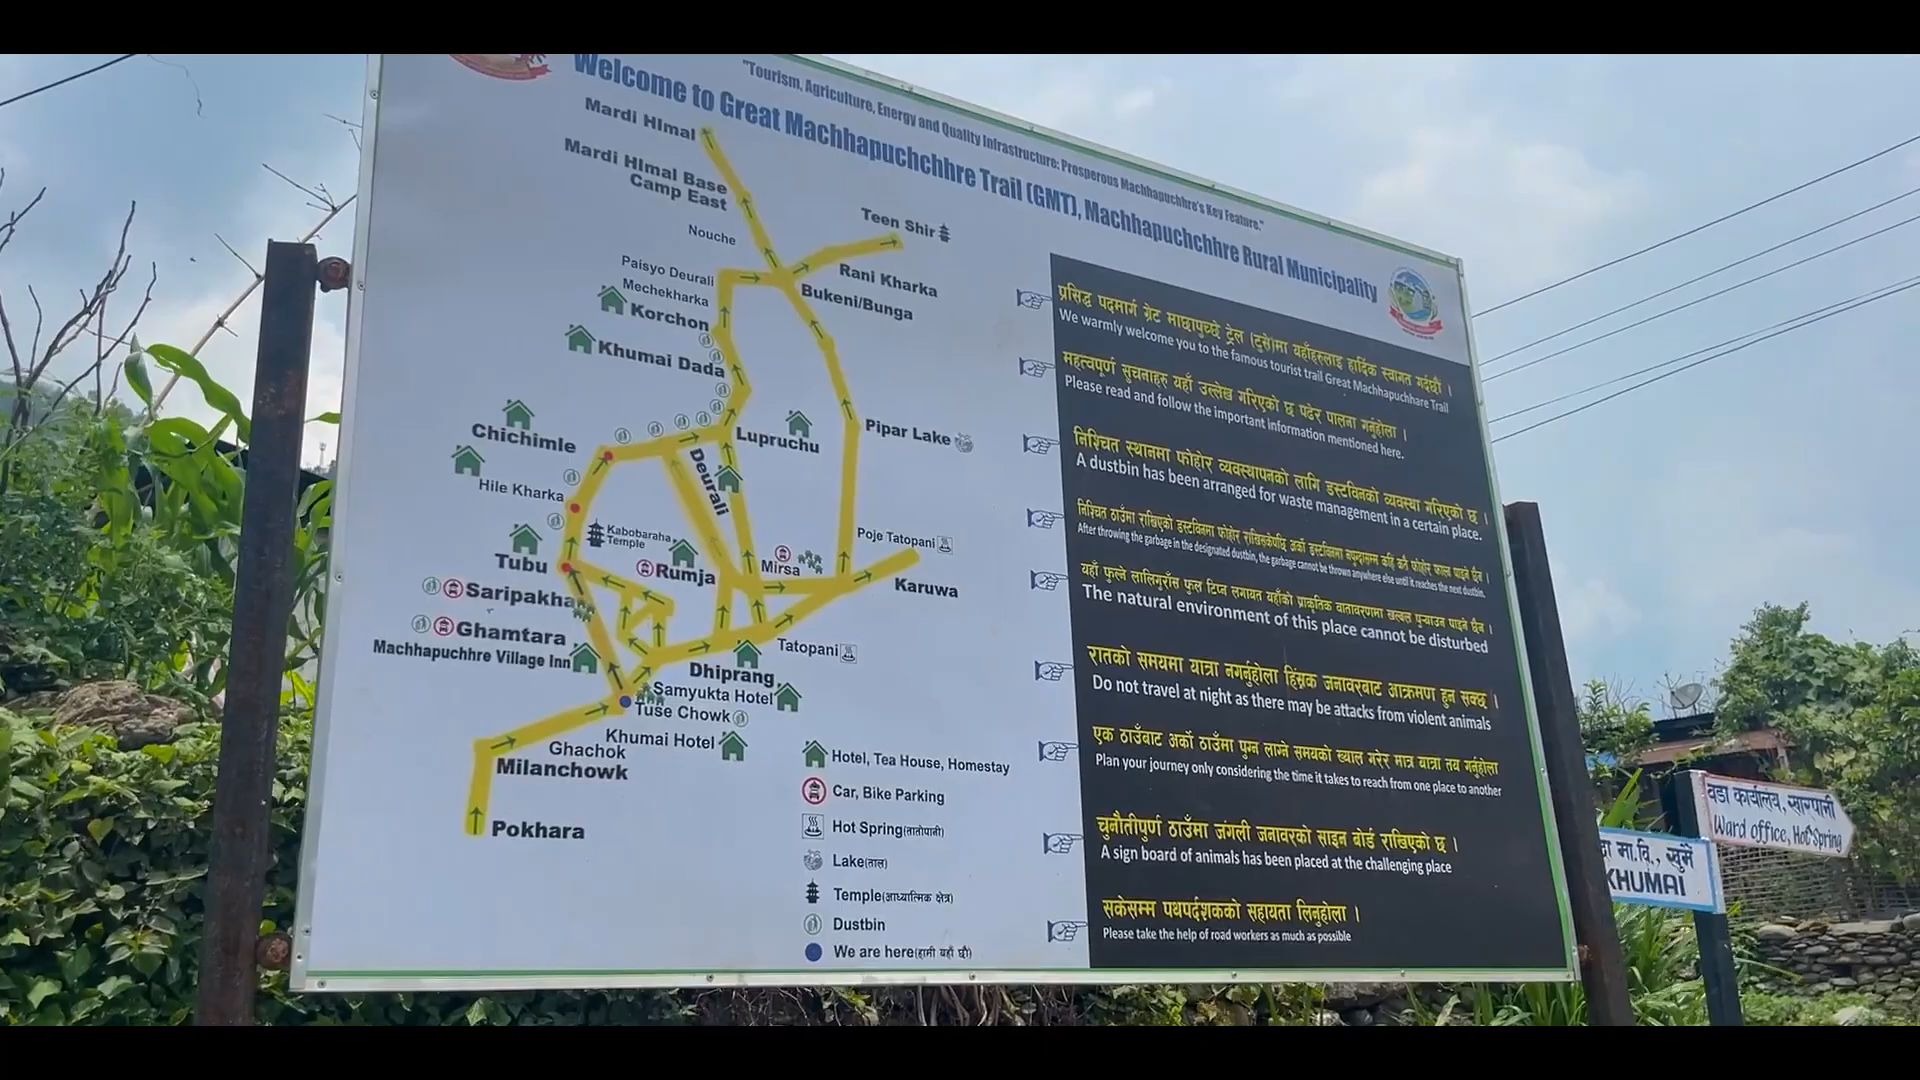 "Tourism, Agriculture, Energy and Quality Infrastructure: Prosperous Machhapuchhre's Key Feature."
Welcome to Great Machhapuchchhre Trail (GMT), Machhapuchchhre Rural Municipality
Mardi HImal
Mardi HImal Base
Camp East
Nouche
Teen Shir
Rani Kharka
Paisyo Deurali
Mechekharka
Bukeni/Bunga
Korchon
Khumai Dada
Chichimle
Lupruchu
Pipar Lake
Deurali
Hile Kharka
Kabobaraha
Temple
Poje Tatopani
Tubu
Rumja
Mirsa
Karuwa
Saripakha
Ghamtara
Machhapuchhre Village Inn
Tatopani
Dhiprang
Samyukta Hotel
Tuse Chowk
Khumai Hotel
Ghachok
Milanchowk
Pokhara
Hotel, Tea House, Homestay
Car, Bike Parking
Hot Spring(तातोपानी)
Lake(ताल)
Temple(आध्यात्मिक क्षेत्र)
Dustbin
We are here(हामी यहाँ छौ)
प्रसिद्ध पदमार्ग ग्रेट माछापुच्छ्रे ट्रेल (टुसे)मा यहाँहरुलाइ हार्दिक स्वागत गर्दछौं ।
We warmly welcome you to the famous tourist trail Great Machhapuchhare Trail
महत्वपूर्ण सुचनाहरु यहाँ उल्लेख गरिएको छ पढेर पालना गर्नुहोला ।
Please read and follow the important information mentioned here.
निश्चित स्थानमा फोहोर व्यवस्थापनको लागि डस्टविनको व्यवस्था गरिएको छ ।
A dustbin has been arranged for waste management in a certain place.
निश्चित ठाउँमा राखिएको डस्टविनमा फोहोर राखिसकेपछि अर्को डस्टविनमा नपुग्दासम्म कहिं कतै फोहोर फाल्न पाइने छैन ।
After throwing the garbage in the designated dustbin, the garbage cannot be thrown anywhere else until it reaches the next dustbin.
यहाँ फुल्ने लालिगुराँस फुल टिप्न लगायत यहाँको प्राकृतिक वातावरणमा खलबल पुऱ्याउन पाइने छैन ।
The natural environment of this place cannot be disturbed
रातको समयमा यात्रा नगर्नुहोला हिंस्रक जनावरबाट आक्रमण हुन सक्छ ।
Do not travel at night as there may be attacks from violent animals
एक ठाउँबाट अर्को ठाउँमा पुग्न लाग्ने समयको ख्याल गरेर मात्र यात्रा तय गर्नुहोला
Plan your journey only considering the time it takes to reach from one place to another
चुनौतीपुर्ण ठाउँमा जंगली जनावरको साइन बोर्ड राखिएको छ ।
A sign board of animals has been placed at the challenging place
सकेसम्म पथपर्दशकको सहायता लिनुहोला ।
Please take the help of road workers as much as possible
वडा कार्यालय, खारपानी
Ward office, Hot Spring
मा.वि., खुमै
KHUMAI